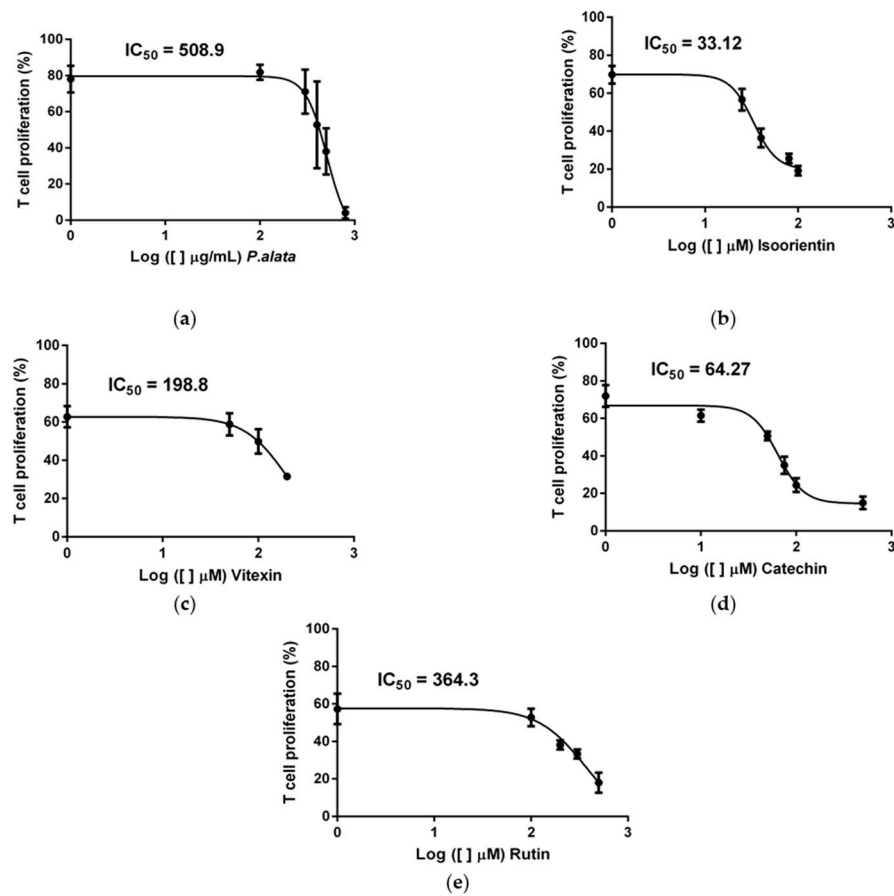 IC50 = 508.9
T cell proliferation (%)
100
80
60
40
20
0
0 1 2 3
Log ([ ] μg/mL) P.alata
(a)
IC50 = 33.12
T cell proliferation (%)
100
80
60
40
20
0
0 1 2 3
Log ([ ] μM) Isoorientin
(b)
IC50 = 198.8
T cell proliferation (%)
100
80
60
40
20
0
0 1 2 3
Log ([ ] μM) Vitexin
(c)
IC50 = 64.27
T cell proliferation (%)
100
80
60
40
20
0
0 1 2 3
Log ([ ] μM) Catechin
(d)
IC50 = 364.3
T cell proliferation (%)
100
80
60
40
20
0
0 1 2 3
Log ([ ] μM) Rutin
(e)